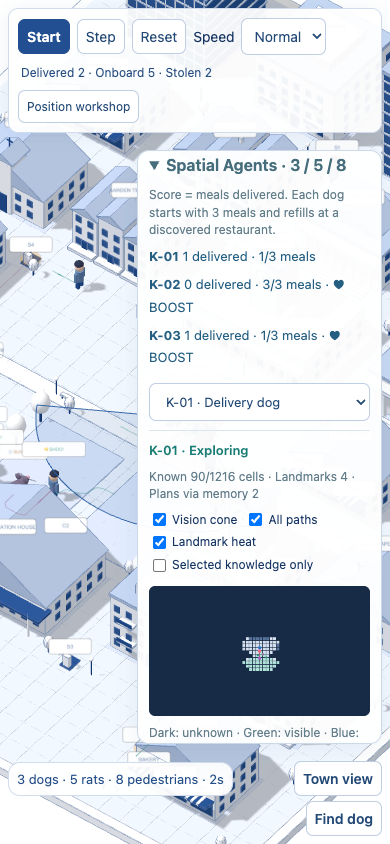 Start Step Reset Speed Normal
Delivered 2 · Onboard 5 · Stolen 2
Position workshop
▼ Spatial Agents · 3 / 5 / 8
Score = meals delivered. Each dog
starts with 3 meals and refills at a
discovered restaurant.
K-01 1 delivered · 1/3 meals
K-02 0 delivered · 3/3 meals · ♥
BOOST
K-03 1 delivered · 1/3 meals · ♥
BOOST
K-01 · Delivery dog
K-01 · Exploring
Known 90/1216 cells · Landmarks 4 ·
Plans via memory 2
Vision cone All paths
Landmark heat
Selected knowledge only
Dark: unknown · Green: visible · Blue:
S4
S3
BAKERY
3 dogs · 5 rats · 8 pedestrians · 2s
Town view
Find dog